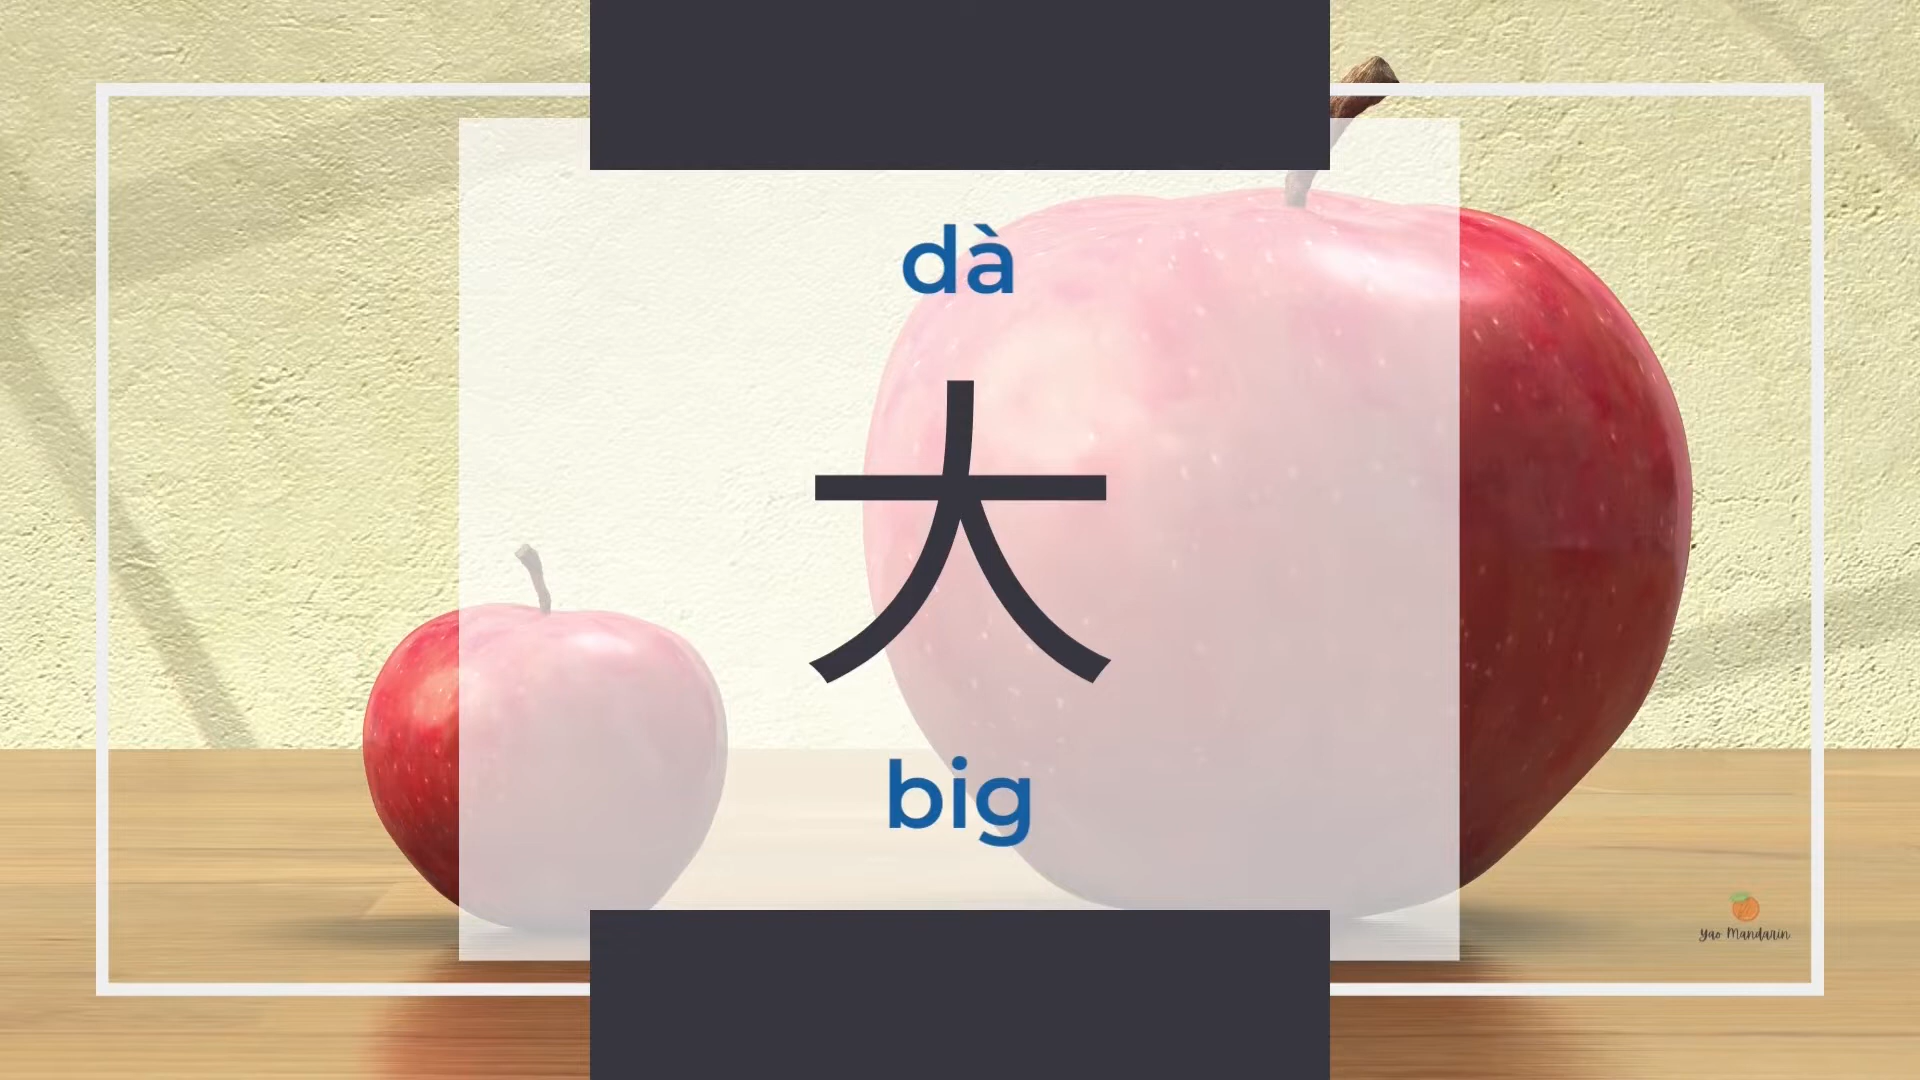 dà
大
big
Yao Mandarin